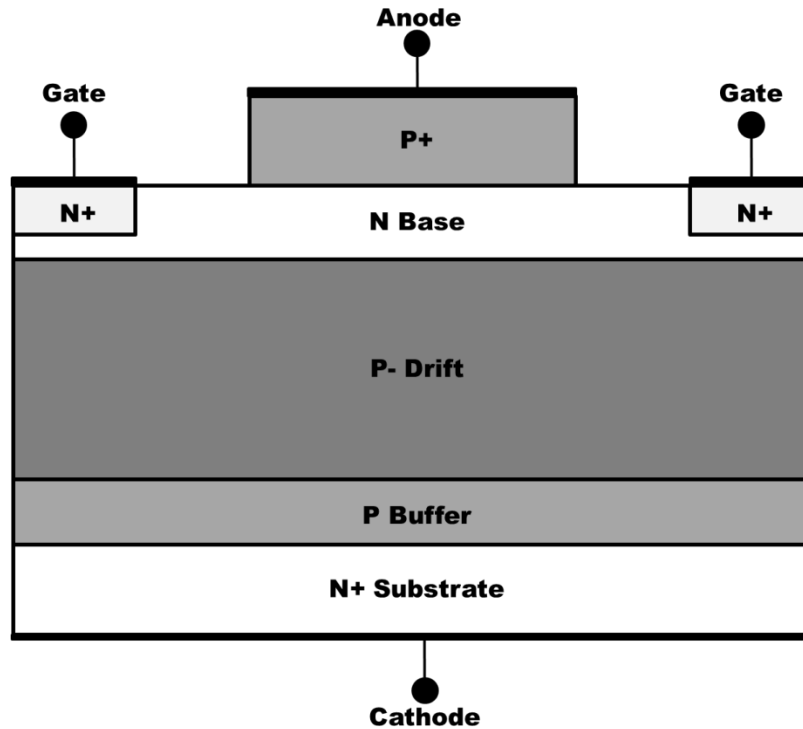 Anode
Gate
Gate
P+
N+
N Base
N+
P- Drift
P Buffer
N+ Substrate
Cathode